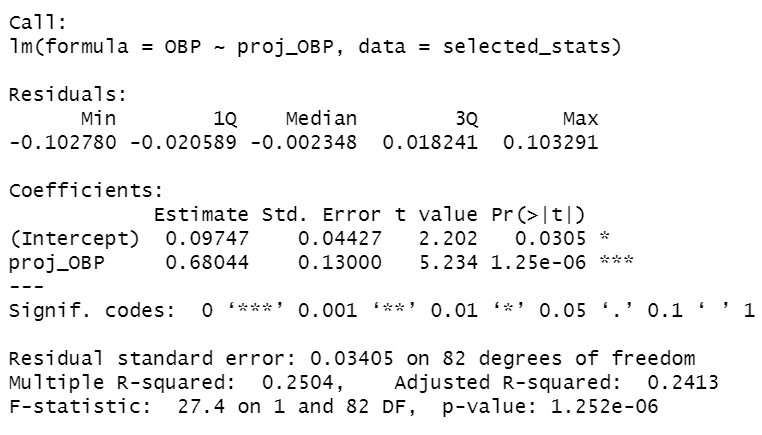 Call:
lm(formula = OBP ~ proj_OBP, data = selected_stats)
Residuals:
Min 1Q Median 3Q Max
-0.102780 -0.020589 -0.002348 0.018241 0.103291
Coefficients:
Estimate Std. Error t value Pr(>|t|)
(Intercept) 0.09747 0.04427 2.202 0.0305 *
proj_OBP 0.68044 0.13000 5.234 1.25e-06 ***
---
Signif. codes: 0 ‘***’ 0.001 ‘**’ 0.01 ‘*’ 0.05 ‘.’ 0.1 ‘ ’ 1
Residual standard error: 0.03405 on 82 degrees of freedom
Multiple R-squared: 0.2504, Adjusted R-squared: 0.2413
F-statistic: 27.4 on 1 and 82 DF, p-value: 1.252e-06